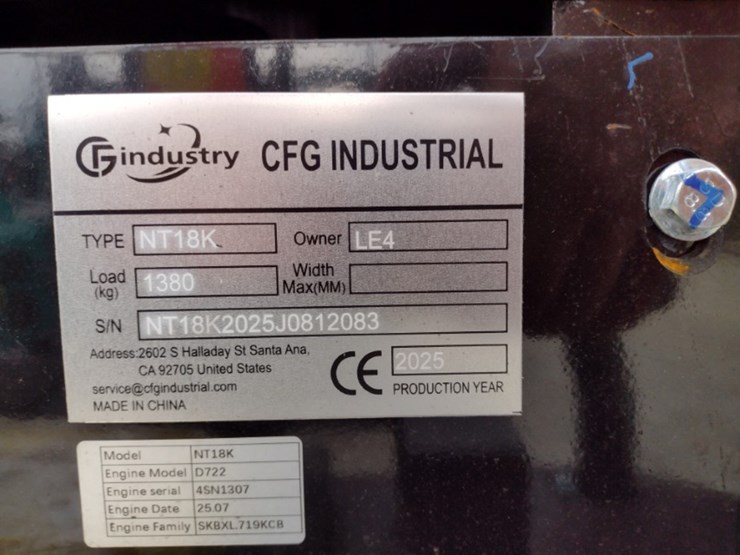 CFindustry CFG INDUSTRIAL
TYPE NT18K Owner LE4
Load (kg) 1380 Width Max(MM)
S/N NT18K2025J0812083
Address:2602 S Halladay St Santa Ana,
CA 92705 United States
service@cfgindustrial.com
MADE IN CHINA
CE 2025
PRODUCTION YEAR
Model NT18K
Engine Model D722
Engine serial 4SN1307
Engine Date 25.07
Engine Family SKBXL.719KCB
8